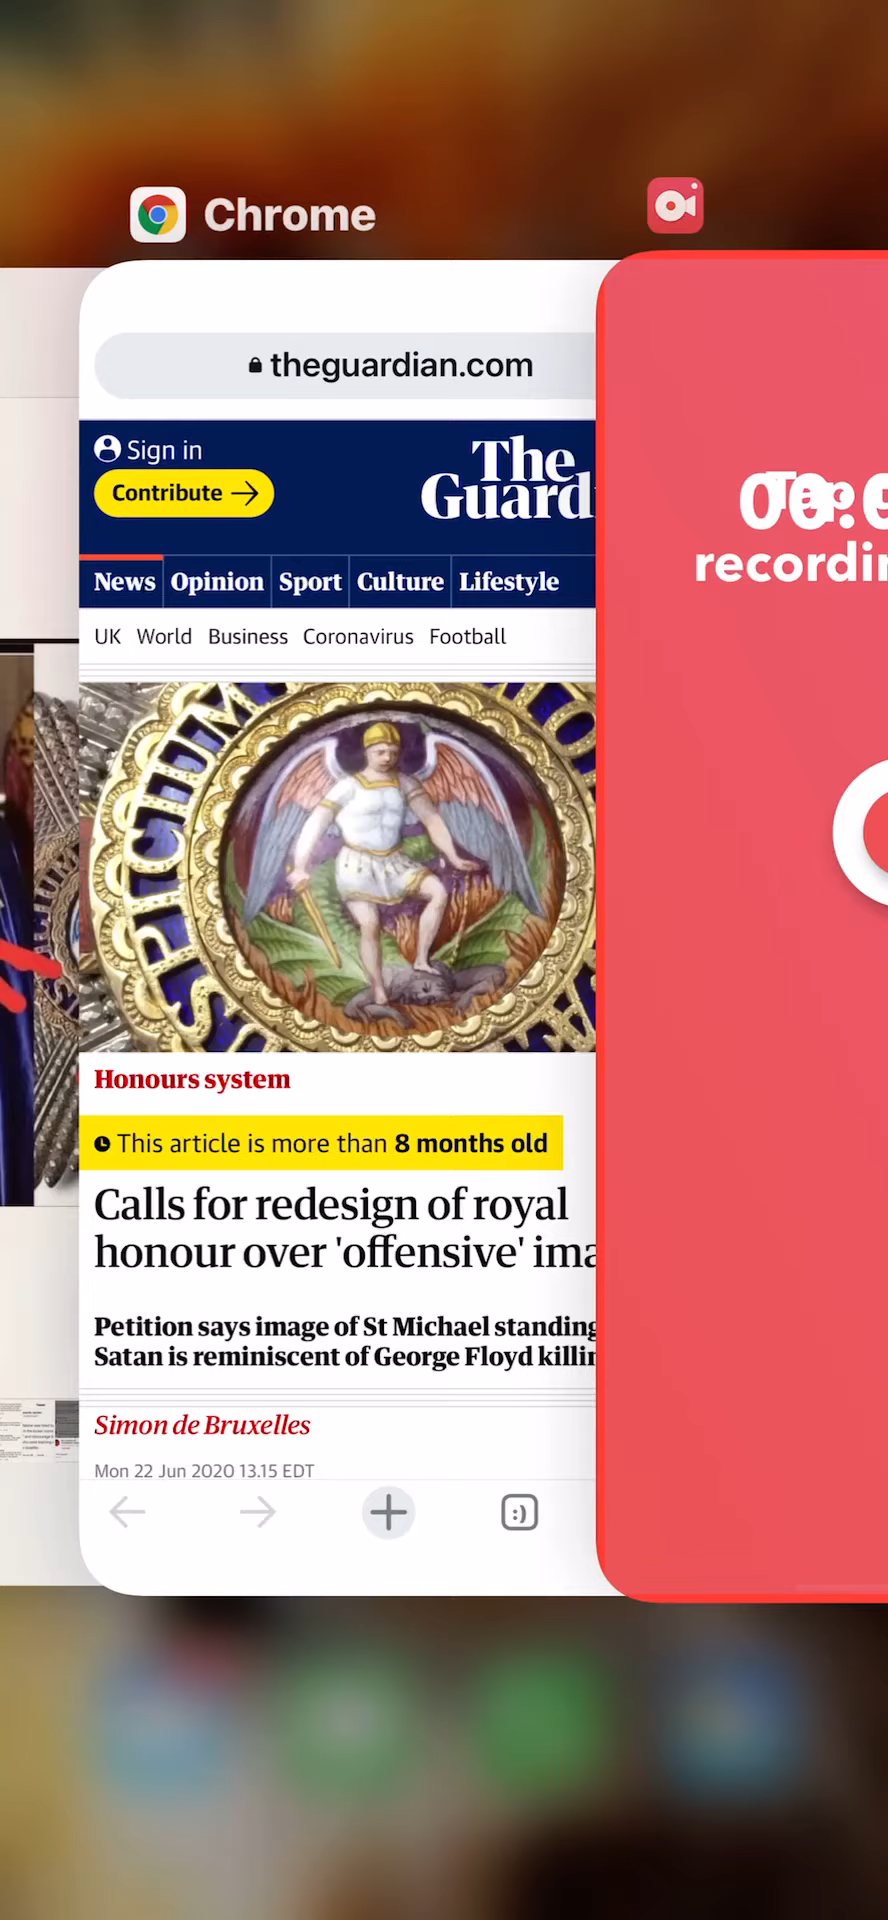 Chrome
theguardian.com
Sign in
Contribute
The
Guard
News Opinion Sport Culture Lifestyle
UK World Business Coronavirus Football
SPICIUM
Honours system
This article is more than 8 months old
Calls for redesign of royal
honour over 'offensive' ima
Petition says image of St Michael standing
Satan is reminiscent of George Floyd killin
Simon de Bruxelles
Mon 22 Jun 2020 13.15 EDT
:)
recordin